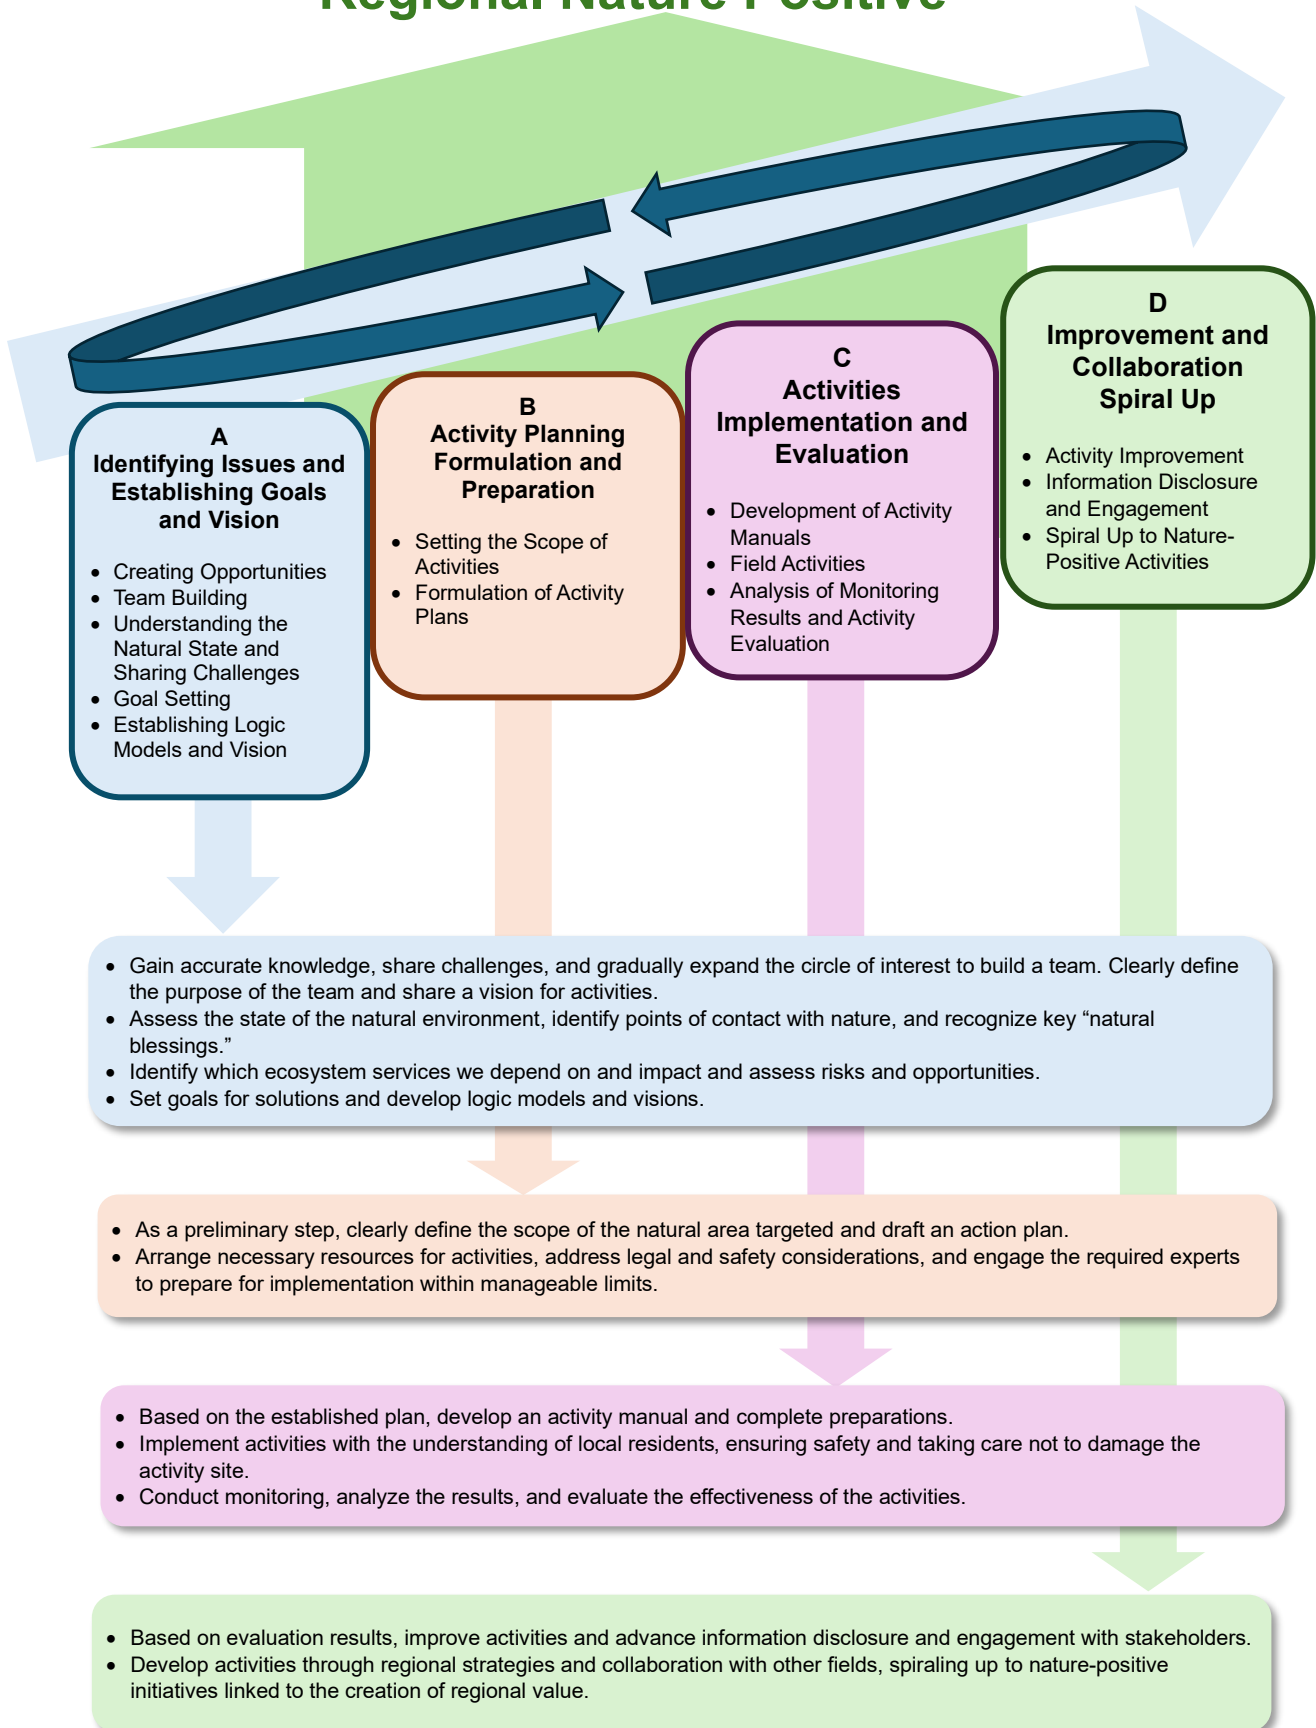 Regional Nature Positive
A
Identifying Issues and
Establishing Goals
and Vision
• Creating Opportunities
• Team Building
• Understanding the
Natural State and
Sharing Challenges
• Goal Setting
• Establishing Logic
Models and Vision
B
Activity Planning
Formulation and
Preparation
• Setting the Scope of
Activities
• Formulation of Activity
Plans
C
Activities
Implementation and
Evaluation
• Development of Activity
Manuals
• Field Activities
• Analysis of Monitoring
Results and Activity
Evaluation
D
Improvement and
Collaboration
Spiral Up
• Activity Improvement
• Information Disclosure
and Engagement
• Spiral Up to Nature-
Positive Activities
• Gain accurate knowledge, share challenges, and gradually expand the circle of interest to build a team. Clearly define
the purpose of the team and share a vision for activities.
• Assess the state of the natural environment, identify points of contact with nature, and recognize key “natural
blessings.”
• Identify which ecosystem services we depend on and impact and assess risks and opportunities.
• Set goals for solutions and develop logic models and visions.
• As a preliminary step, clearly define the scope of the natural area targeted and draft an action plan.
• Arrange necessary resources for activities, address legal and safety considerations, and engage the required experts
to prepare for implementation within manageable limits.
• Based on the established plan, develop an activity manual and complete preparations.
• Implement activities with the understanding of local residents, ensuring safety and taking care not to damage the
activity site.
• Conduct monitoring, analyze the results, and evaluate the effectiveness of the activities.
• Based on evaluation results, improve activities and advance information disclosure and engagement with stakeholders.
• Develop activities through regional strategies and collaboration with other fields, spiraling up to nature-positive
initiatives linked to the creation of regional value.